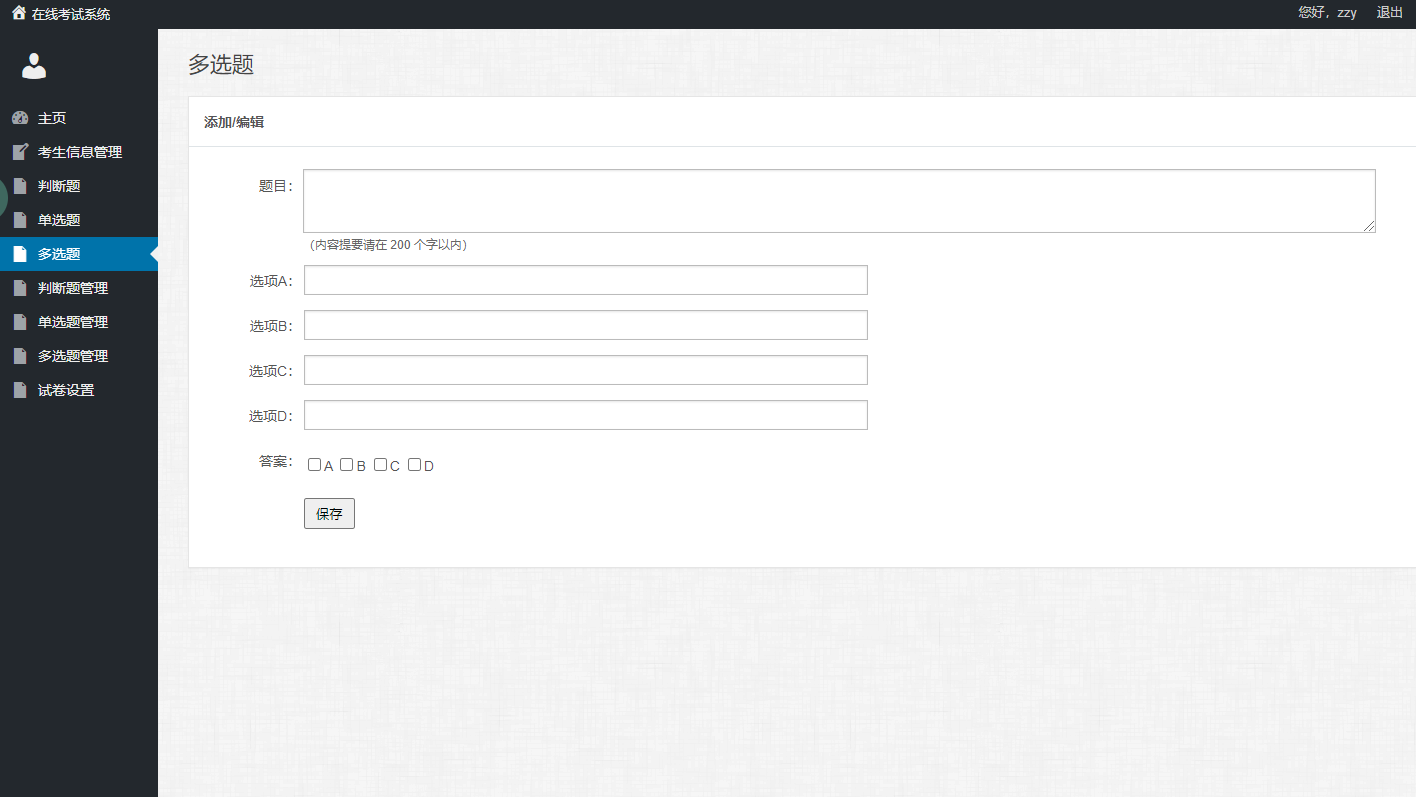 在线考试系统
您好，zzy 退出
主页
考生信息管理
判断题
单选题
多选题
判断题管理
单选题管理
多选题管理
试卷设置
多选题
添加/编辑
题目：
（内容提要请在 200 个字以内）
选项A：
选项B：
选项C：
选项D：
答案： A B C D
保存